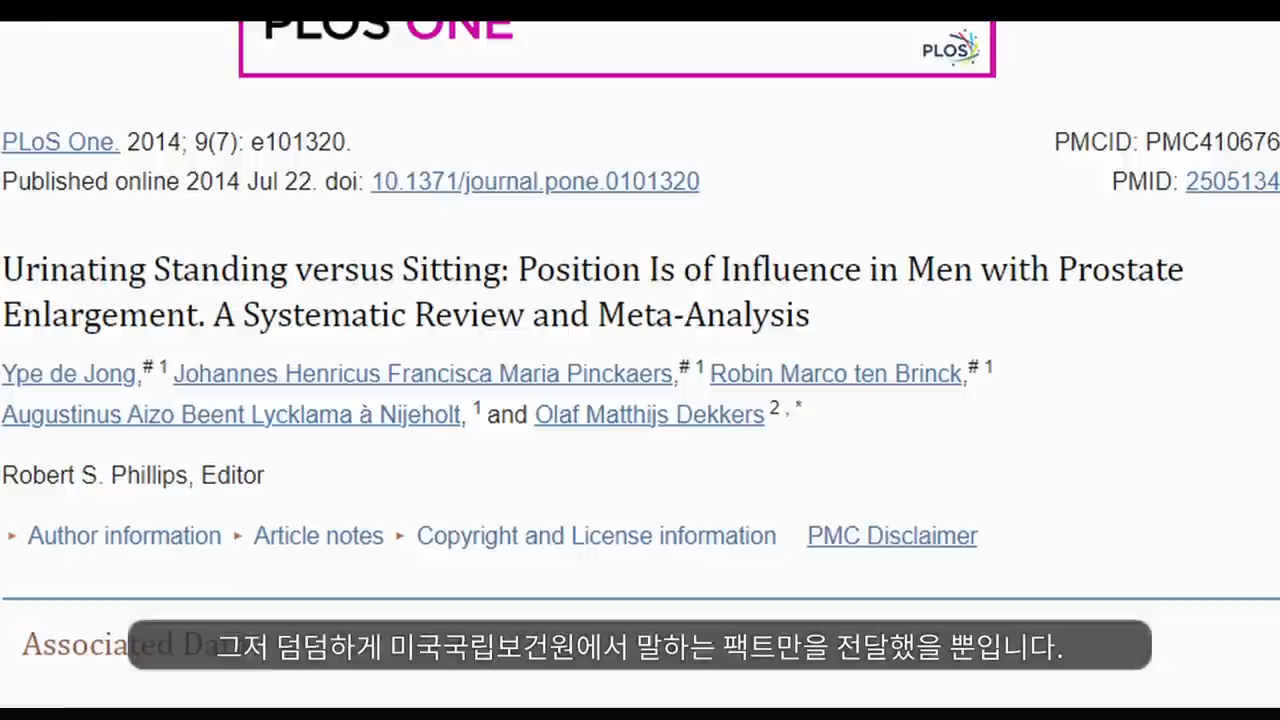 PLOS ONE
PLOS
PLoS One. 2014; 9(7): e101320.
PMCID: PMC410676
Published online 2014 Jul 22. doi: 10.1371/journal.pone.0101320
PMID: 2505134
Urinating Standing versus Sitting: Position Is of Influence in Men with Prostate
Enlargement. A Systematic Review and Meta-Analysis
Ype de Jong,# 1 Johannes Henricus Francisca Maria Pinckaers,# 1 Robin Marco ten Brinck,# 1
Augustinus Aizo Beent Lycklama à Nijeholt, 1 and Olaf Matthijs Dekkers 2 , *
Robert S. Phillips, Editor
▸ Author information ▸ Article notes ▸ Copyright and License information PMC Disclaimer
Associated Da
그저 덤덤하게 미국국립보건원에서 말하는 팩트만을 전달했을 뿐입니다.